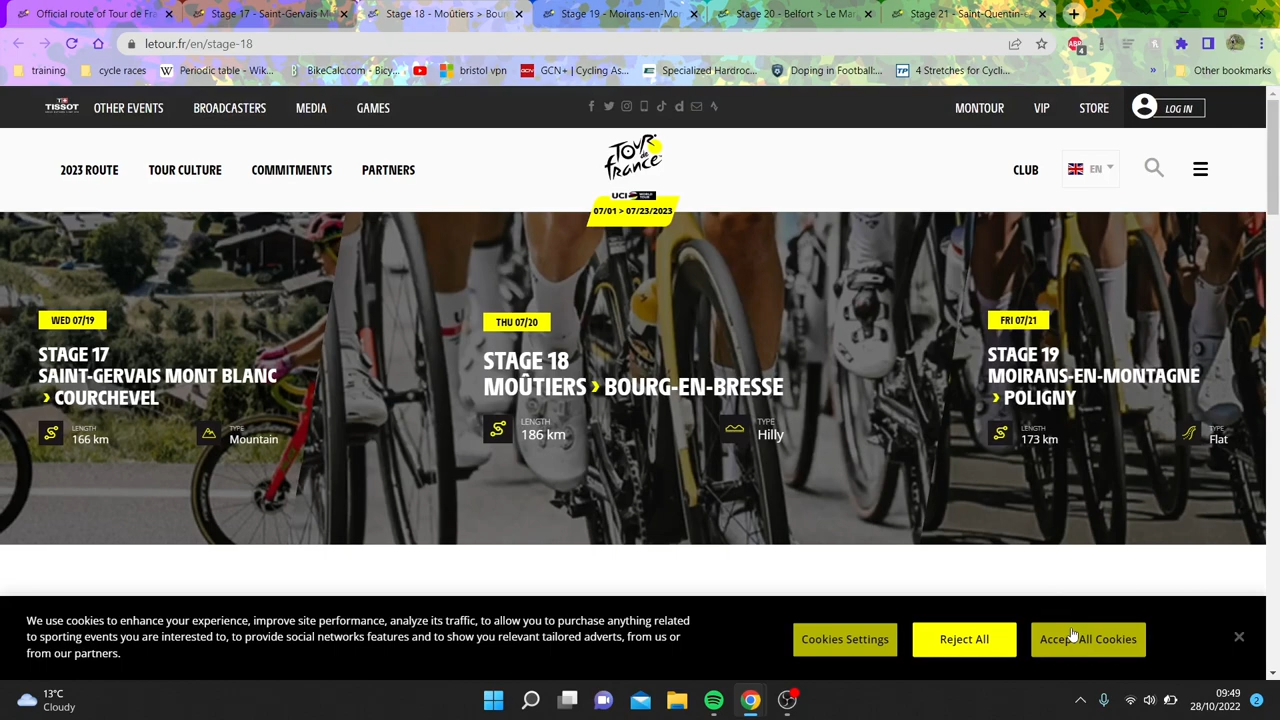 Official route of Tour de Fra
Stage 17 - Saint-Gervais M
Stage 18 - Moûtiers > Bour
Stage 19 - Moirans-en-Mo
Stage 20 - Belfort > Le Ma
Stage 21 - Saint-Quentin-e
letour.fr/en/stage-18
training
cycle races
Periodic table - Wik...
BikeCalc.com - Bicy...
bristol vpn
GCN+ | Cycling As...
Specialized Hardroc...
Doping in Football:...
4 Stretches for Cycli...
Other bookmarks
TISSOT
OTHER EVENTS
BROADCASTERS
MEDIA
GAMES
MONTOUR
VIP
STORE
LOG IN
2023 ROUTE
TOUR CULTURE
COMMITMENTS
PARTNERS
TOUR de france
UCI WORLD TOUR
07/01 > 07/23/2023
CLUB
EN
WED 07/19
STAGE 17
SAINT-GERVAIS MONT BLANC
› COURCHEVEL
LENGTH
166 km
TYPE
Mountain
THU 07/20
STAGE 18
MOÛTIERS › BOURG-EN-BRESSE
LENGTH
186 km
TYPE
Hilly
FRI 07/21
STAGE 19
MOIRANS-EN-MONTAGNE
› POLIGNY
LENGTH
173 km
TYPE
Flat
We use cookies to enhance your experience, improve site performance, analyze its traffic, to allow you to purchase anything related
to sporting events you are interested to, to provide social networks features and to show you relevant tailored adverts, from us or
from our partners.
Cookies Settings
Reject All
Accept All Cookies
13°C
Cloudy
09:49
28/10/2022
2